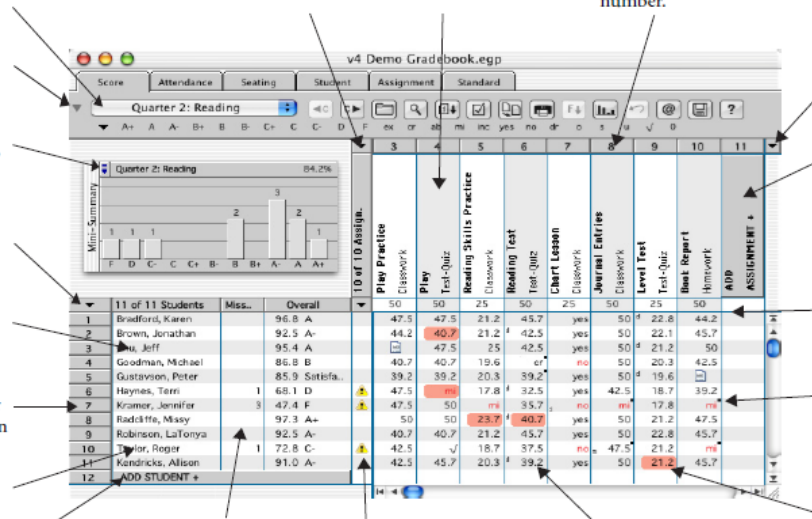 number.
v4 Demo Gradebook.egp
Score Attendance Seating Student Assignment Standard
Quarter 2: Reading
A+ A A- B+ B B- C+ C C- D F ex cr ab mi inc yes no dr o s u √ 0
3 4 5 6 7 8 9 10 11
Quarter 2: Reading 84.2%
Mini-Summary
1 1 1 2 3 2 1
F D C- C C+ B- B B+ A- A A+
10 of 10 Assign.
Play Practice Classwork
Play Test-Quiz
Reading Skills Practice Classwork
Reading Test Test-Quiz
Chart Lesson Classwork
Journal Entries Classwork
Level Test Test-Quiz
Book Report Homework
ADD ASSIGNMENT +
11 of 11 Students Miss.. Overall 50 50 25 50 25 50 25 50
1 Bradford, Karen 96.8 A 47.5 47.5 21.2 45.7 yes 50 d 22.8 44.2
2 Brown, Jonathan 92.5 A- 44.2 40.7 21.2 d 42.5 yes 50 22.1 45.7
3 Jeff 95.4 A 47.5 25 42.5 yes 50 d 21.2 50
4 Goodman, Michael 86.8 B 40.7 40.7 19.6 cr no 50 20.3 42.5
5 Gustavson, Peter 85.9 Satisfa.. 39.2 39.2 20.3 39.2 yes 50 d 19.6
6 Haynes, Terri 1 68.1 D 47.5 mi 17.8 d 32.5 yes 42.5 18.7 39.2
7 Kramer, Jennifer 3 47.4 F 47.5 50 mi 35.7 no mi 17.8 mi
8 Radcliffe, Missy 97.3 A+ 50 50 23.7 d 40.7 yes 50 21.2 47.5
9 Robinson, LaTonya 92.5 A- 40.7 40.7 21.2 45.7 yes 50 22.8 45.7
10 Taylor, Roger 1 72.8 C- 42.5 √ 18.7 37.5 no 47.5 21.2 mi
11 Kendricks, Allison 91.0 A- 42.5 45.7 20.3 d 39.2 yes 50 21.2 45.7
12 ADD STUDENT +